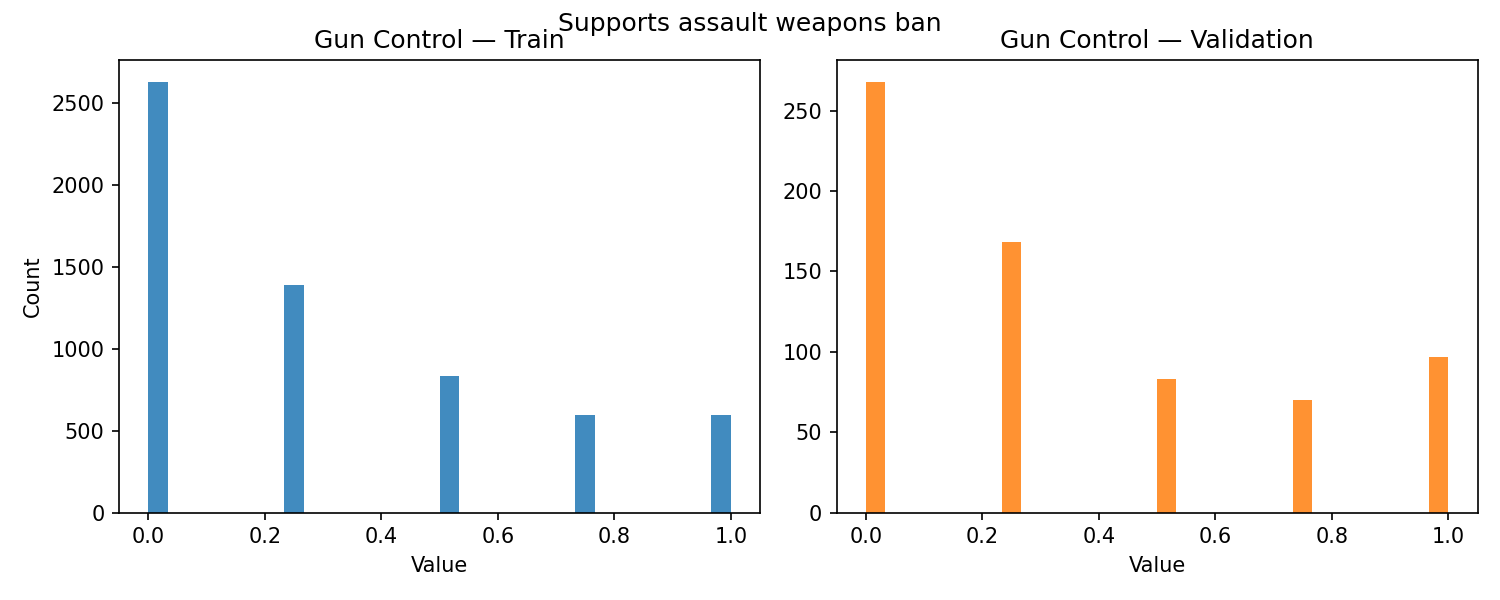 Supports assault weapons ban
Gun Control — Train
Count
2500
2000
1500
1000
500
0
0.0 0.2 0.4 0.6 0.8 1.0
Value
Gun Control — Validation
250
200
150
100
50
0
0.0 0.2 0.4 0.6 0.8 1.0
Value